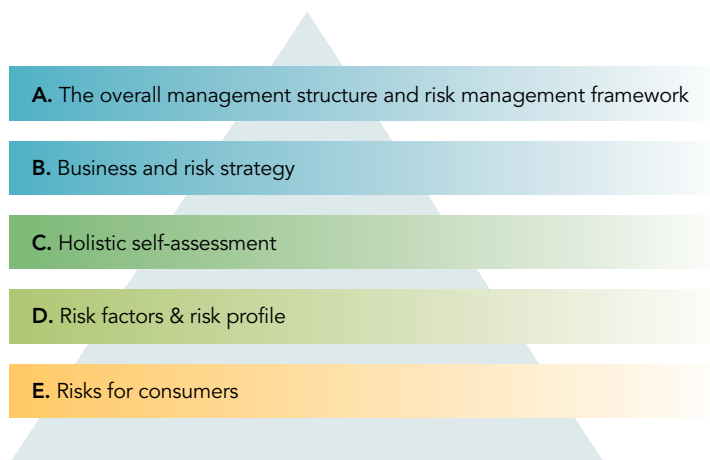 A. The overall management structure and risk management framework
B. Business and risk strategy
C. Holistic self-assessment
D. Risk factors & risk profile
E. Risks for consumers